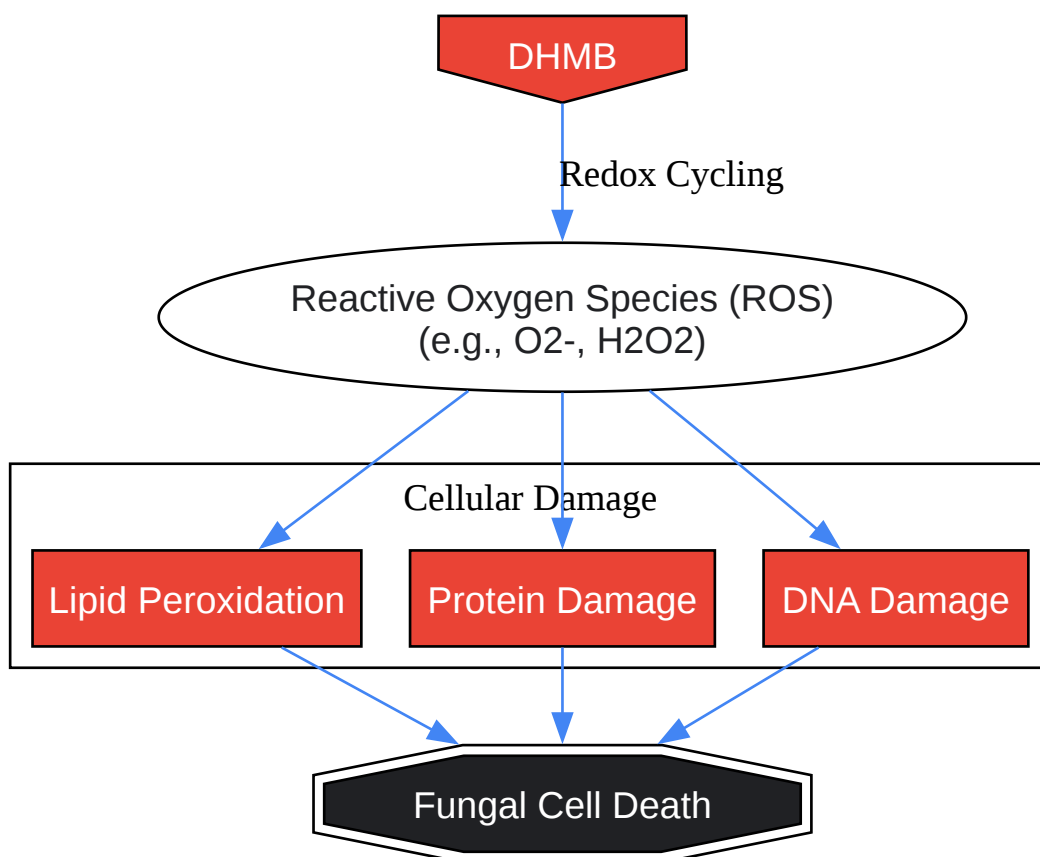 DHMB
Redox Cycling
Reactive Oxygen Species (ROS)
(e.g., O2-, H2O2)
Cellular Damage
Lipid Peroxidation
Protein Damage
DNA Damage
Fungal Cell Death